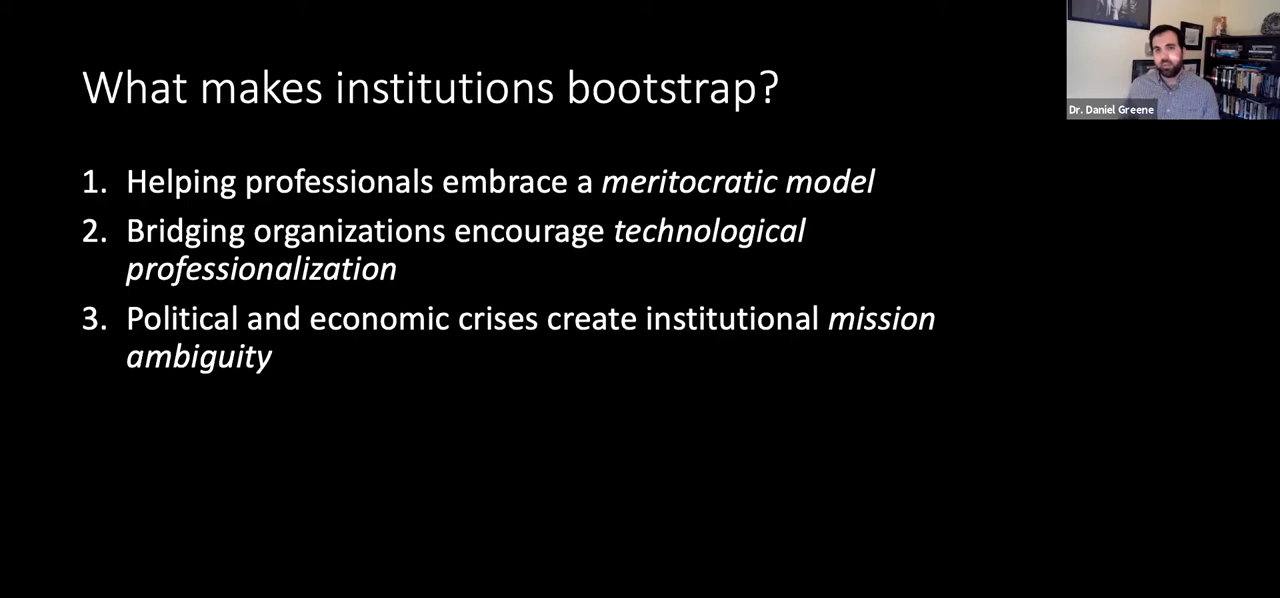 What makes institutions bootstrap?
Dr. Daniel Greene
1. Helping professionals embrace a meritocratic model
2. Bridging organizations encourage technological
professionalization
3. Political and economic crises create institutional mission
ambiguity